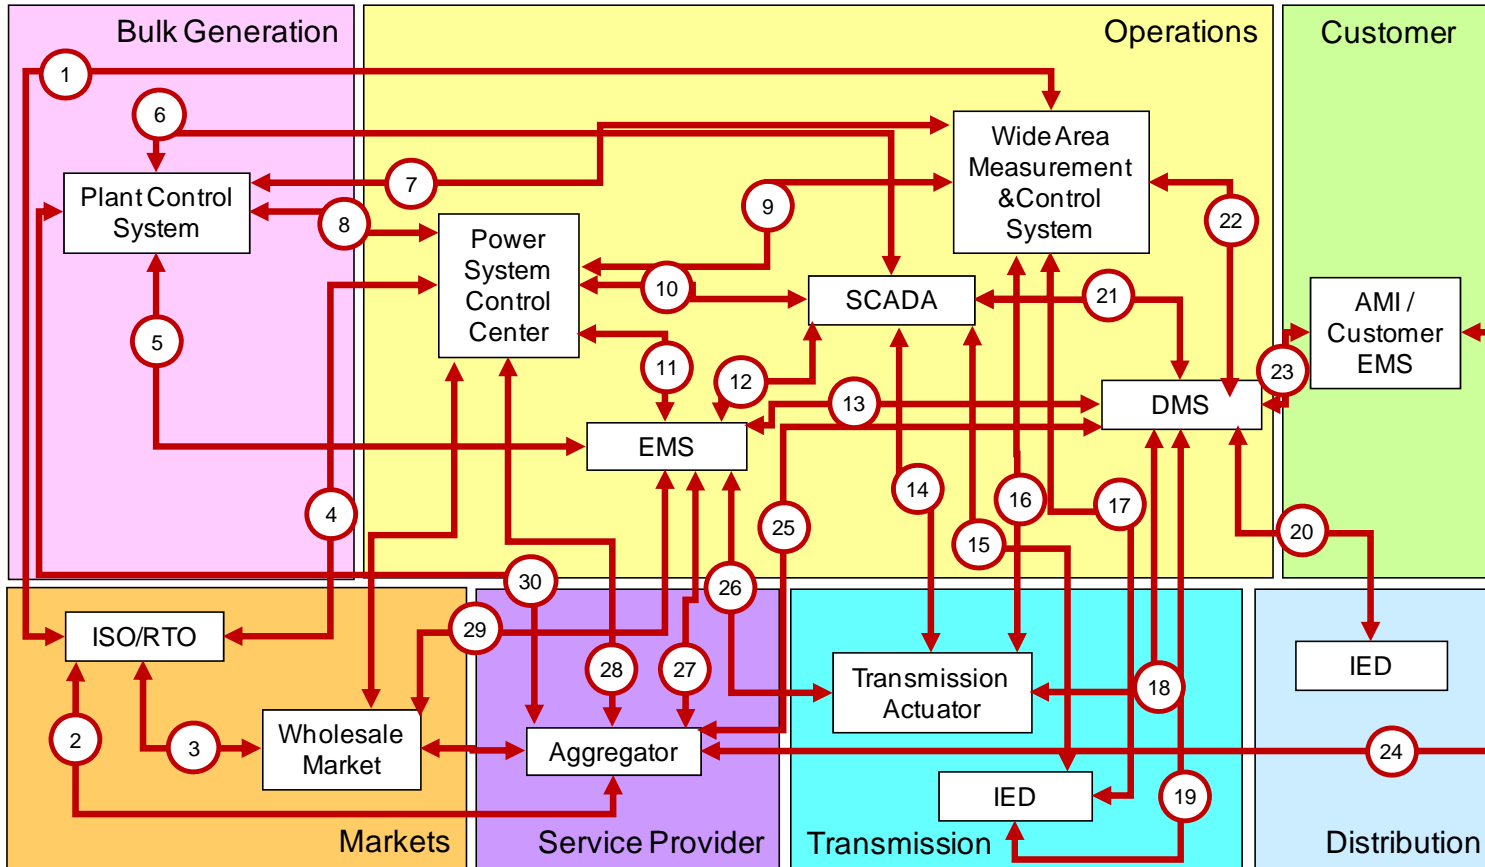 Bulk Generation
Operations
Customer
1
6
Wide Area
Measurement
&Control
System
7
Plant Control
System
8
9
22
Power
System
Control
Center
10
SCADA
21
AMI /
Customer
EMS
5
11
12
13
23
DMS
EMS
4
14
16
17
25
15
20
30
26
ISO/RTO
29
28
27
Transmission
Actuator
18
IED
2
3
Wholesale
Market
Aggregator
24
IED
19
Markets
Service Provider
Transmission
Distribution